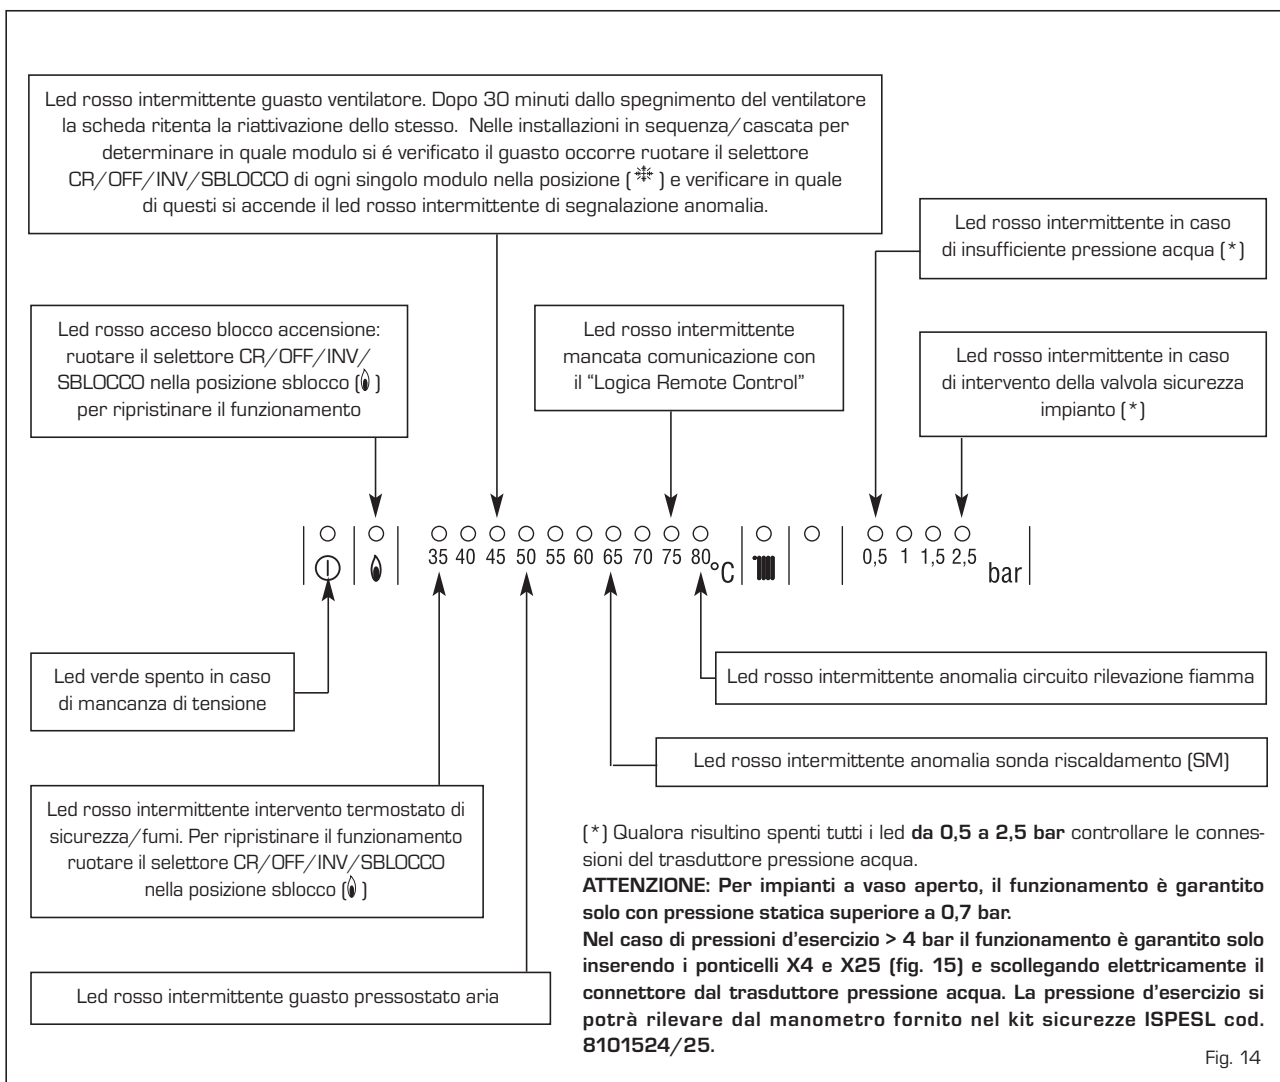 Led rosso intermittente guasto ventilatore. Dopo 30 minuti dallo spegnimento del ventilatore
la scheda ritenta la riattivazione dello stesso. Nelle installazioni in sequenza/cascata per
determinare in quale modulo si é verificato il guasto occorre ruotare il selettore
CR/OFF/INV/SBLOCCO di ogni singolo modulo nella posizione ( ) e verificare in quale
di questi si accende il led rosso intermittente di segnalazione anomalia.
Led rosso intermittente in caso
di insufficiente pressione acqua (*)
Led rosso acceso blocco accensione:
ruotare il selettore CR/OFF/INV/
SBLOCCO nella posizione sblocco ( )
per ripristinare il funzionamento
Led rosso intermittente
mancata comunicazione con
il “Logica Remote Control”
Led rosso intermittente in caso
di intervento della valvola sicurezza
impianto (*)
35 40 45 50 55 60 65 70 75 80 °C 0,5 1 1,5 2,5 bar
Led verde spento in caso
di mancanza di tensione
Led rosso intermittente anomalia circuito rilevazione fiamma
Led rosso intermittente anomalia sonda riscaldamento (SM)
Led rosso intermittente intervento termostato di
sicurezza/fumi. Per ripristinare il funzionamento
ruotare il selettore CR/OFF/INV/SBLOCCO
nella posizione sblocco ( )
Led rosso intermittente guasto pressostato aria
(*) Qualora risultino spenti tutti i led da 0,5 a 2,5 bar controllare le connes-
sioni del trasduttore pressione acqua.
ATTENZIONE: Per impianti a vaso aperto, il funzionamento è garantito
solo con pressione statica superiore a 0,7 bar.
Nel caso di pressioni d’esercizio > 4 bar il funzionamento è garantito solo
inserendo i ponticelli X4 e X25 (fig. 15) e scollegando elettricamente il
connettore dal trasduttore pressione acqua. La pressione d’esercizio si
potrà rilevare dal manometro fornito nel kit sicurezze ISPESL cod.
8101524/25.
Fig. 14